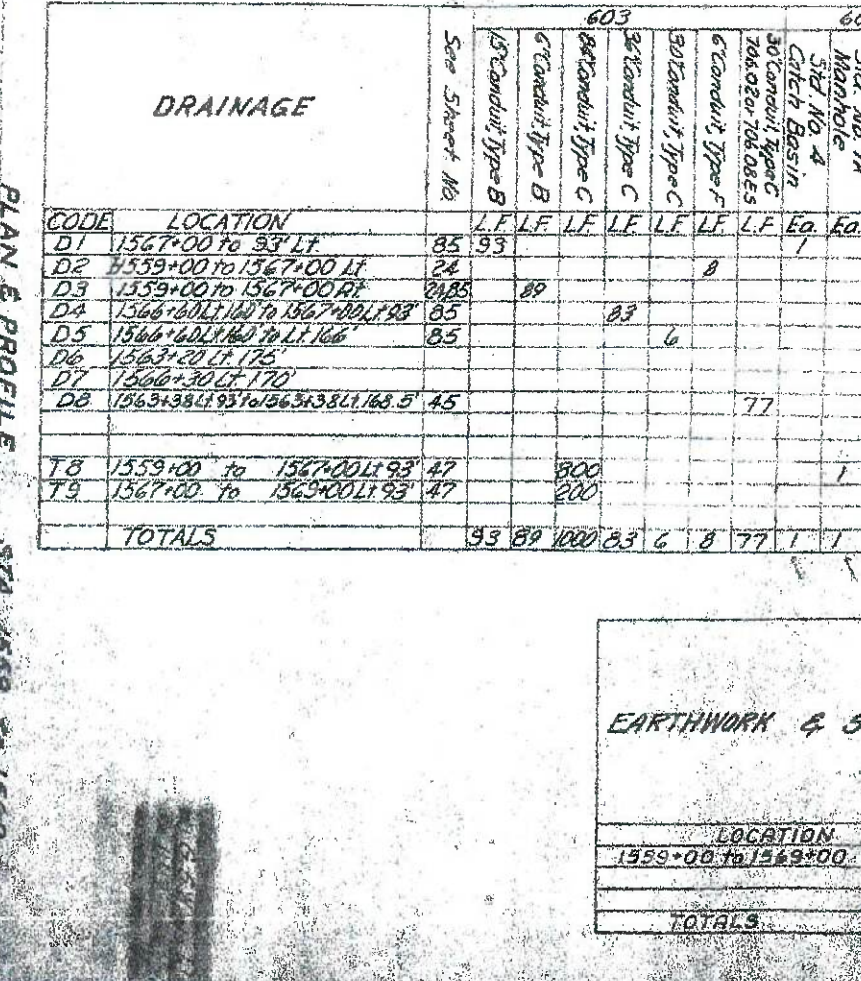 DRAINAGE
603
See Sheet No.
15" Conduit, Type B
6" Conduit, Type B
84" Conduit, Type C
36" Conduit, Type C
30" Conduit, Type C
6" Conduit, Type F
30" Conduit, Type C
706.02 or 706.08 ES
Catch Basin
Std No. 4
Manhole
CODE LOCATION L.F. L.F. L.F. L.F. L.F. L.F. L.F. Ea. Ea.
D1 1567+00 to 93' Lt. 85 93 1
D2 1559+00 to 1567+00 Lt. 24 8
D3 1559+00 to 1567+00 Rt. 24,85 89
D4 1566+60 Lt. 160' to 1567+00 Lt. 93' 85 83
D5 1566+60 Lt. 160' to Lt. 166' 85 6
D6 1563+20 Lt. 175'
D7 1566+30 Lt. 170'
D8 1563+38 Lt. 93' to 1563+38 Lt. 168.5' 45 77
T8 1559+00 to 1567+00 Lt 93' 47 800 1
T9 1567+00 to 1569+00 Lt 93' 47 200
TOTALS 93 89 1000 83 6 8 77 1 1
PLAN & PROFILE STA. 1559 to 1569
EARTHWORK & S
LOCATION
1559+00 to 1569+00
TOTALS